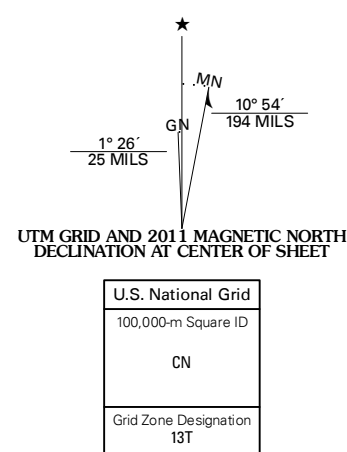 ★
MN
GN
10° 54´
194 MILS
1° 26´
25 MILS
UTM GRID AND 2011 MAGNETIC NORTH
DECLINATION AT CENTER OF SHEET
U.S. National Grid
100,000-m Square ID
CN
Grid Zone Designation
13T